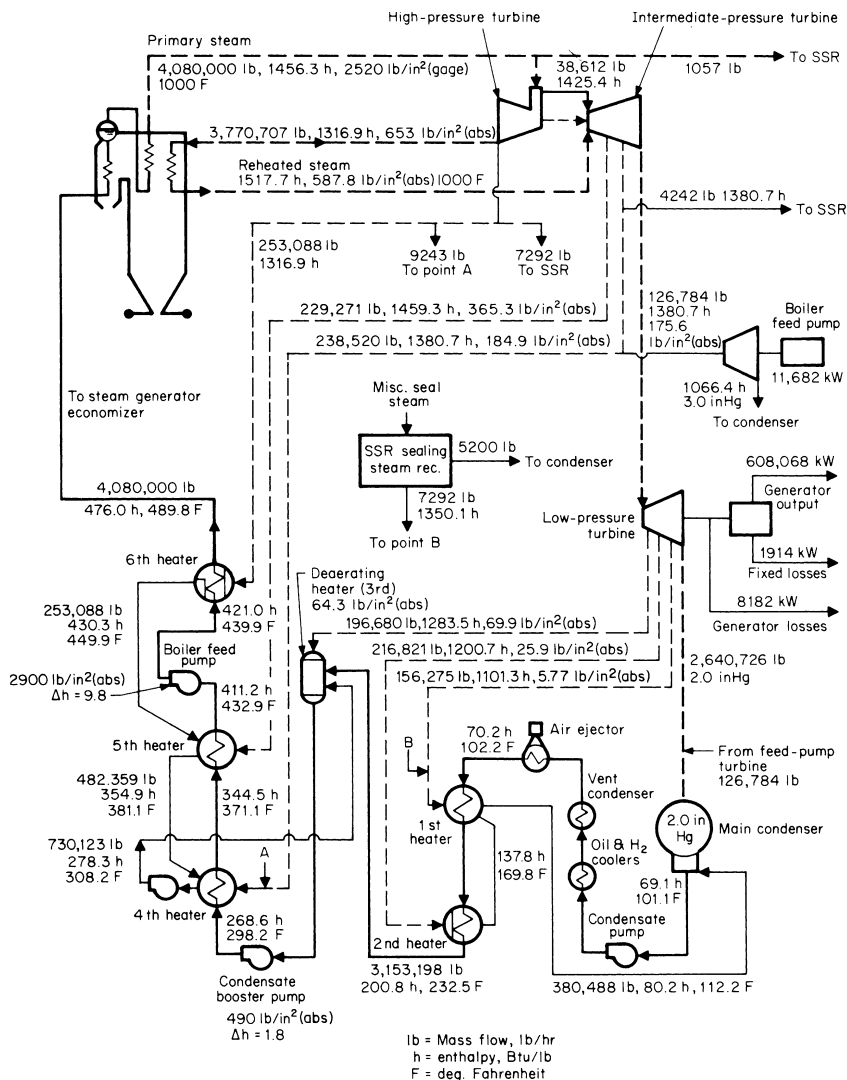 High-pressure turbine
Intermediate-pressure turbine
Primary steam
4,080,000 lb, 1456.3 h, 2520 lb/in²(gage)
1000 F
38,612 lb
1425.4 h
1057 lb
To SSR
3,770,707 lb, 1316.9 h, 653 lb/in²(abs)
Reheated steam
1517.7 h, 587.8 lb/in²(abs)1000 F
4242 lb 1380.7 h
To SSR
253,088 lb
1316.9 h
9243 lb
To point A
7292 lb
To SSR
229,271 lb, 1459.3 h, 365.3 lb/in²(abs)
126,784 lb
1380.7 h
175.6
lb/in²(abs)
Boiler
feed pump
238,520 lb, 1380.7 h, 184.9 lb/in²(abs)
11,682 kW
1066.4 h
3.0 inHg
To condenser
To steam generator
economizer
Misc. seal
steam
SSR sealing
steam rec.
5200 lb
To condenser
7292 lb
1350.1 h
To point B
608,068 kW
Generator
output
Low-pressure
turbine
1914 kW
Fixed losses
8182 kW
Generator losses
4,080,000 lb
476.0 h, 489.8 F
6th heater
Deaerating
heater (3rd)
64.3 lb/in²(abs)
253,088 lb
430.3 h
449.9 F
421.0 h
439.9 F
196,680 lb,1283.5h,69.9 lb/in²(abs)
Boiler feed
pump
216,821 lb,1200.7 h, 25.9 lb/in²(abs)
2900 lb/in²(abs)
Δh = 9.8
411.2 h
432.9 F
156,275 lb,1101.3 h, 5.77 lb/in²(abs)
2,640,726 lb
2.0 inHg
5th heater
70.2 h
102.2 F
Air ejector
B
From feed-pump
turbine
126,784 lb
482.359 lb
354.9 h
381.1 F
344.5 h
371.1 F
Vent
condenser
1st
heater
2.0 in
Hg
Main condenser
730,123 lb
278.3 h
308.2 F
A
137.8 h
169.8 F
Oil & H₂
coolers
69.1 h
101.1 F
4th heater
268.6 h
298.2 F
2nd heater
Condensate
pump
3,153,198 lb
200.8 h, 232.5 F
380,488 lb, 80.2 h, 112.2 F
Condensate
booster pump
490 lb/in²(abs)
Δh = 1.8
lb = Mass flow, lb/hr
h = enthalpy, Btu/lb
F = deg. Fahrenheit